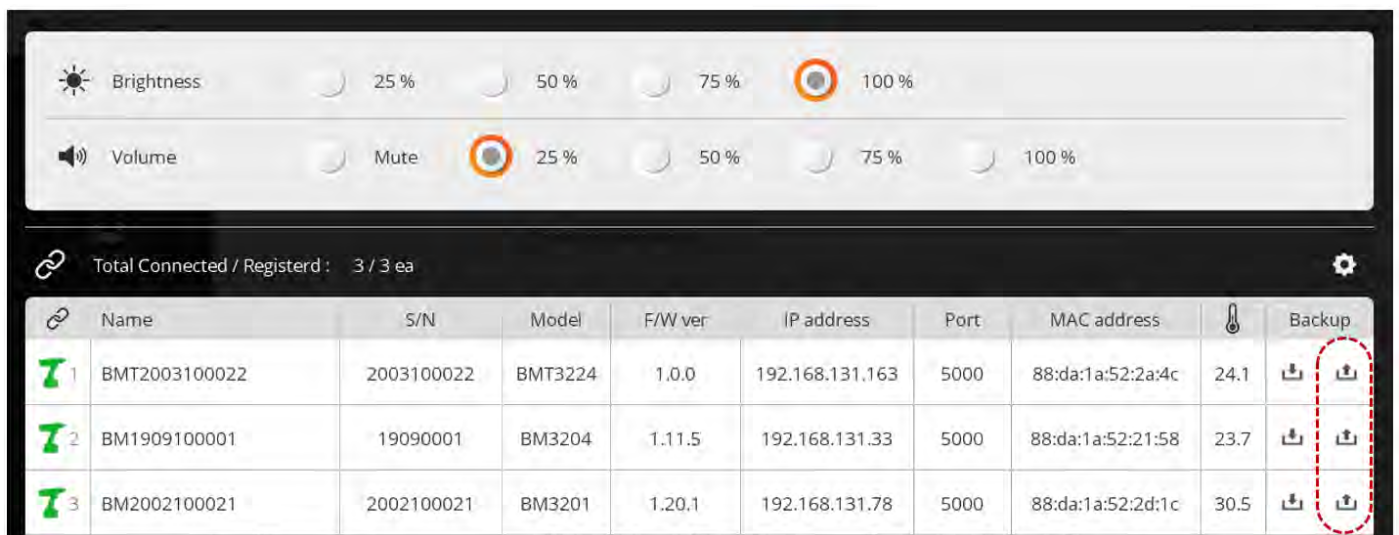 Brightness 25 % 50 % 75 % 100 %
Volume Mute 25 % 50 % 75 % 100 %
Total Connected / Registerd : 3 / 3 ea
Name S/N Model F/W ver IP address Port MAC address Backup
1 BMT2003100022 2003100022 BMT3224 1.0.0 192.168.131.163 5000 88:da:1a:52:2a:4c 24.1
2 BM1909100001 19090001 BM3204 1.11.5 192.168.131.33 5000 88:da:1a:52:21:58 23.7
3 BM2002100021 2002100021 BM3201 1.20.1 192.168.131.78 5000 88:da:1a:52:2d:1c 30.5